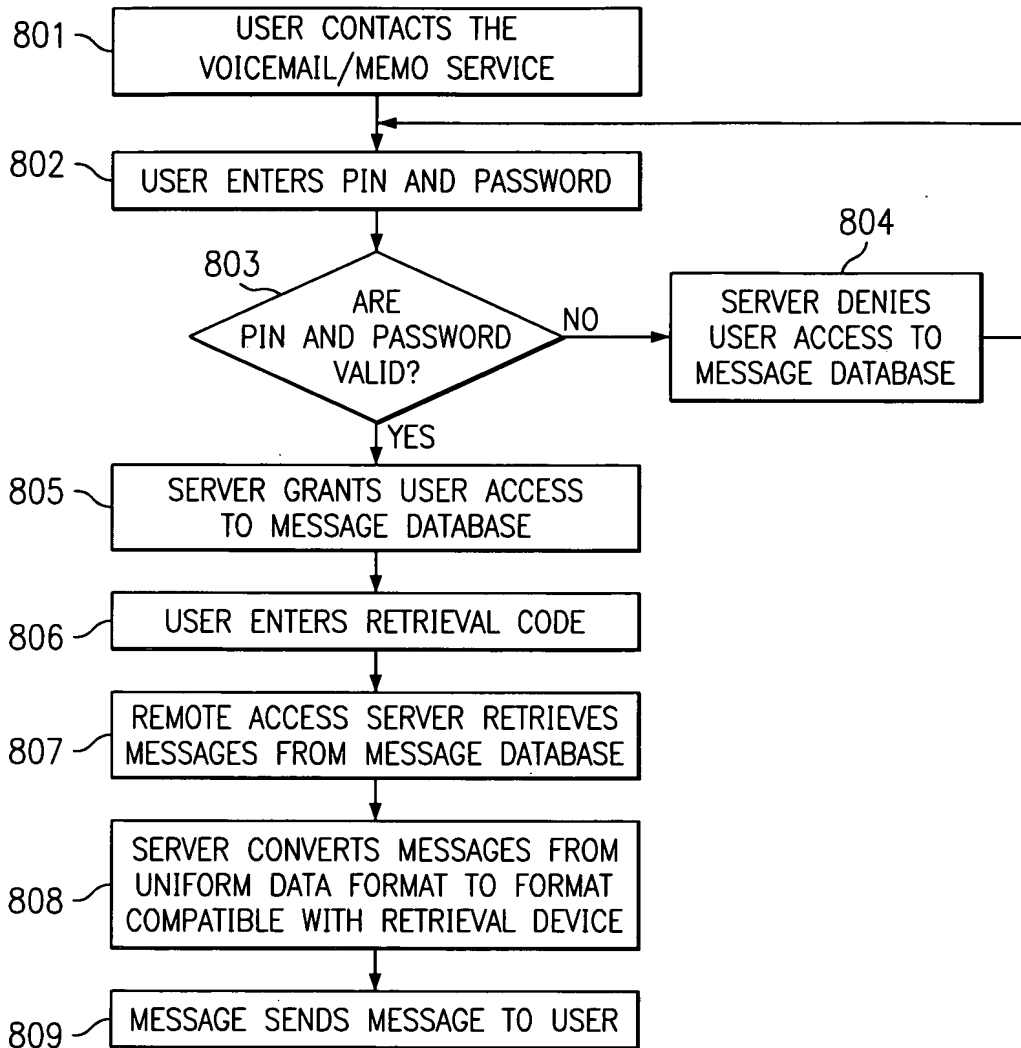 801
USER CONTACTS THE
VOICEMAIL/MEMO SERVICE
802
USER ENTERS PIN AND PASSWORD
803
ARE
PIN AND PASSWORD
VALID?
NO
804
SERVER DENIES
USER ACCESS TO
MESSAGE DATABASE
YES
805
SERVER GRANTS USER ACCESS
TO MESSAGE DATABASE
806
USER ENTERS RETRIEVAL CODE
807
REMOTE ACCESS SERVER RETRIEVES
MESSAGES FROM MESSAGE DATABASE
808
SERVER CONVERTS MESSAGES FROM
UNIFORM DATA FORMAT TO FORMAT
COMPATIBLE WITH RETRIEVAL DEVICE
809
MESSAGE SENDS MESSAGE TO USER